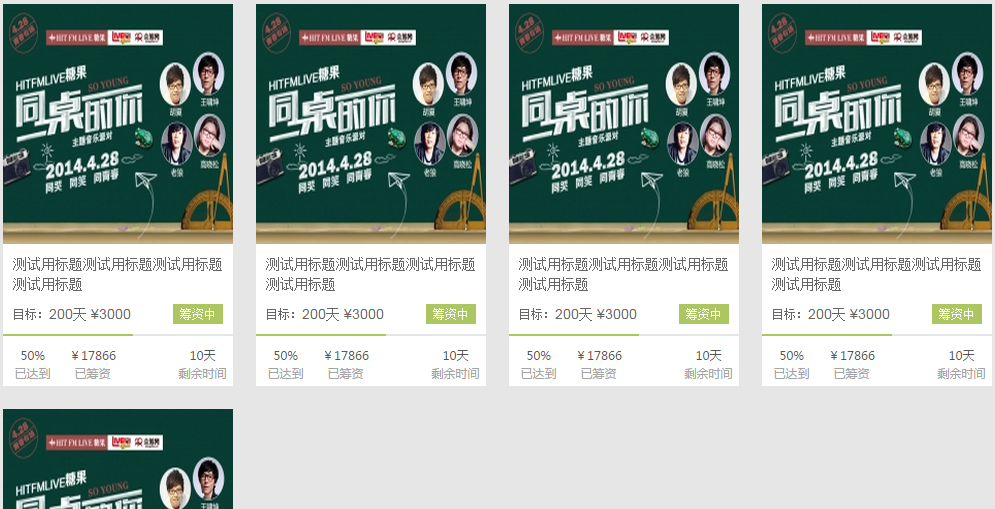 4.28
HIT FM LIVE 糖果
HITFMLIVE糖果
SO YOUNG
同桌的你
主题音乐派对
2014.4.28
同笑 同哭 同青春
胡夏
王啸坤
老狼
高晓松
测试用标题测试用标题测试用标题
测试用标题
目标：200天 ¥3000
筹资中
50% ￥17866 10天
已达到 已筹资 剩余时间
4.28
HIT FM LIVE 糖果
HITFMLIVE糖果
SO YOUNG
同桌的你
主题音乐派对
2014.4.28
同笑 同哭 同青春
胡夏
王啸坤
老狼
高晓松
测试用标题测试用标题测试用标题
测试用标题
目标：200天 ¥3000
筹资中
50% ￥17866 10天
已达到 已筹资 剩余时间
4.28
HIT FM LIVE 糖果
HITFMLIVE糖果
SO YOUNG
同桌的你
主题音乐派对
2014.4.28
同笑 同哭 同青春
胡夏
王啸坤
老狼
高晓松
测试用标题测试用标题测试用标题
测试用标题
目标：200天 ¥3000
筹资中
50% ￥17866 10天
已达到 已筹资 剩余时间
4.28
HIT FM LIVE 糖果
HITFMLIVE糖果
SO YOUNG
同桌的你
主题音乐派对
2014.4.28
同笑 同哭 同青春
胡夏
王啸坤
老狼
高晓松
测试用标题测试用标题测试用标题
测试用标题
目标：200天 ¥3000
筹资中
50% ￥17866 10天
已达到 已筹资 剩余时间
4.28
HIT FM LIVE 糖果
HITFMLIVE糖果
SO YOUNG
同桌的你
王啸坤